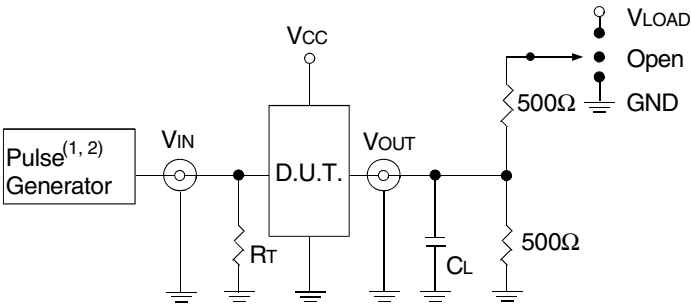 VLOAD
VCC
Open
500Ω
GND
Pulse(1, 2)
Generator
VIN
D.U.T.
VOUT
RT
CL
500Ω